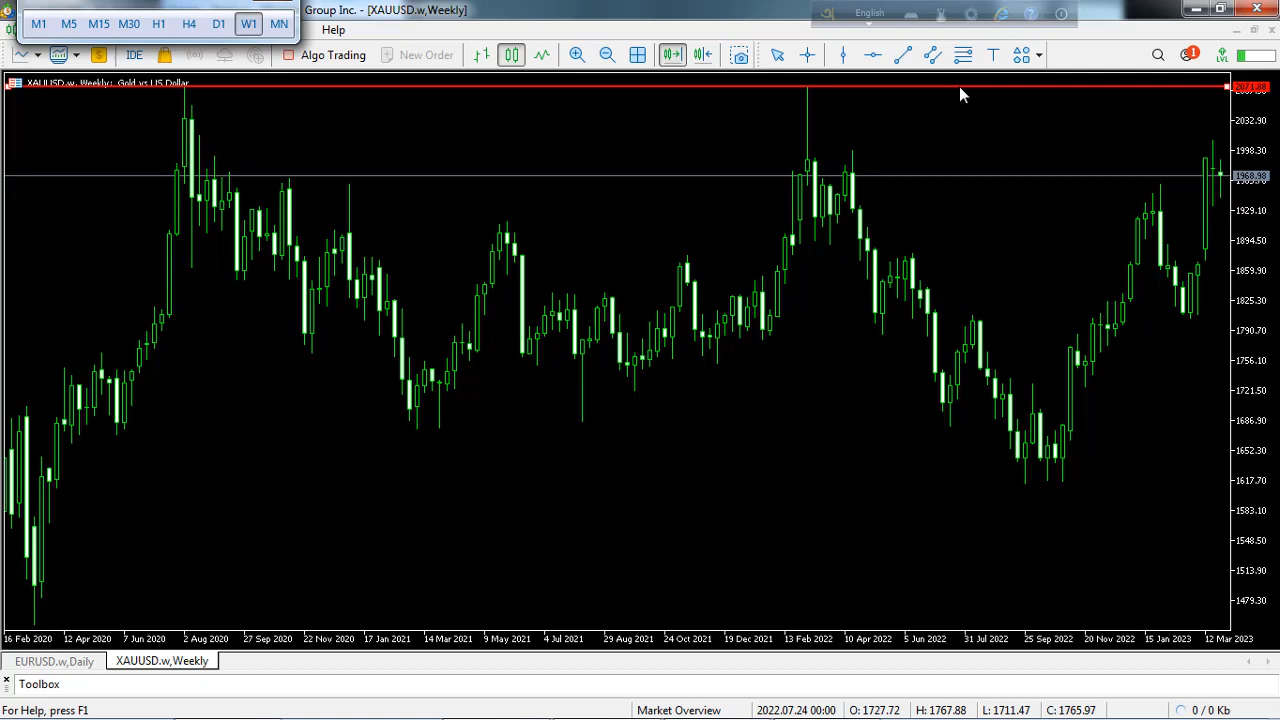 Group Inc. - [XAUUSD.w,Weekly]
English
M1 M5 M15 M30 H1 H4 D1 W1 MN
Help
IDE Algo Trading New Order
1
LVL
XAUUSD.w, Weekly: Gold vs US Dollar
2071.88
2032.90
1998.30
1968.38
1929.10
1894.50
1859.90
1825.30
1790.70
1756.10
1721.50
1686.90
1652.30
1617.70
1583.10
1548.50
1513.90
1479.30
16 Feb 2020 12 Apr 2020 7 Jun 2020 2 Aug 2020 27 Sep 2020 22 Nov 2020 17 Jan 2021 14 Mar 2021 9 May 2021 4 Jul 2021 29 Aug 2021 24 Oct 2021 19 Dec 2021 13 Feb 2022 10 Apr 2022 5 Jun 2022 31 Jul 2022 25 Sep 2022 20 Nov 2022 15 Jan 2023 12 Mar 2023
EURUSD.w,Daily XAUUSD.w,Weekly
Toolbox
For Help, press F1 Market Overview 2022.07.24 00:00 O: 1727.72 H: 1767.88 L: 1711.47 C: 1765.97 0 / 0 Kb